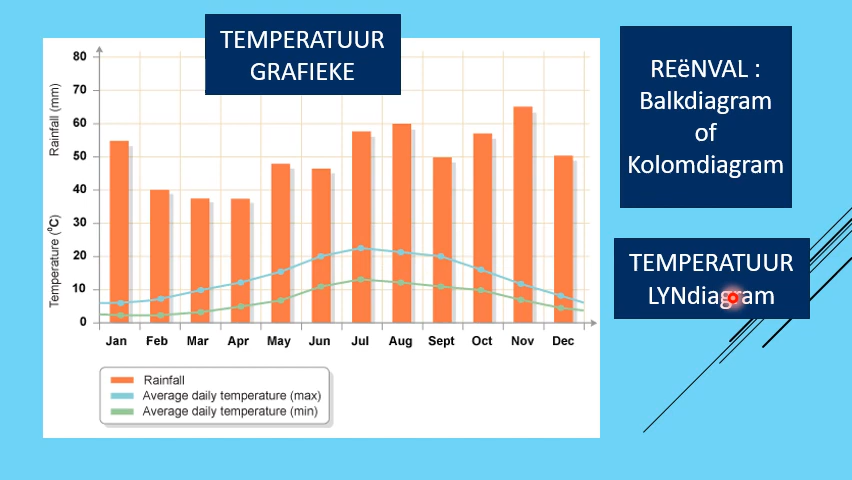 TEMPERATUUR
GRAFIEKE
REëNVAL :
Balkdiagram
of
Kolomdiagram
TEMPERATUUR
LYNdiagram
Rainfall (mm)
Temperature (ºC)
80
70
60
50
40
30
20
10
0
Jan Feb Mar Apr May Jun Jul Aug Sept Oct Nov Dec
Rainfall
Average daily temperature (max)
Average daily temperature (min)